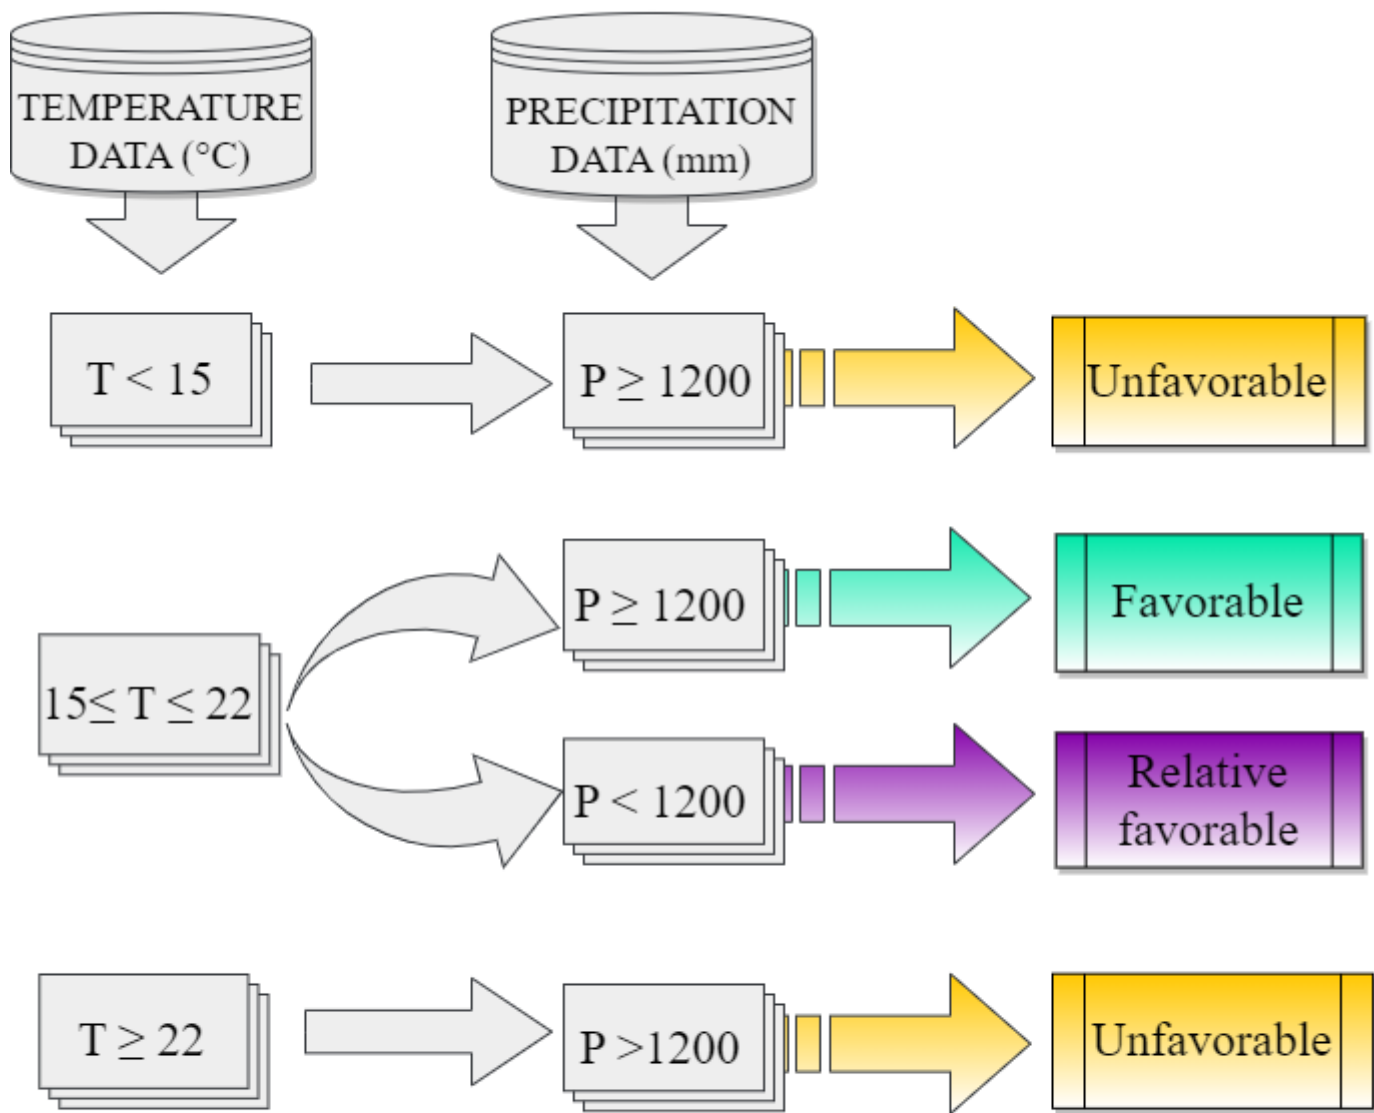 TEMPERATURE
DATA (°C)
PRECIPITATION
DATA (mm)
T < 15
P ≥ 1200
Unfavorable
15≤ T ≤ 22
P ≥ 1200
Favorable
P < 1200
Relative
favorable
T ≥ 22
P >1200
Unfavorable